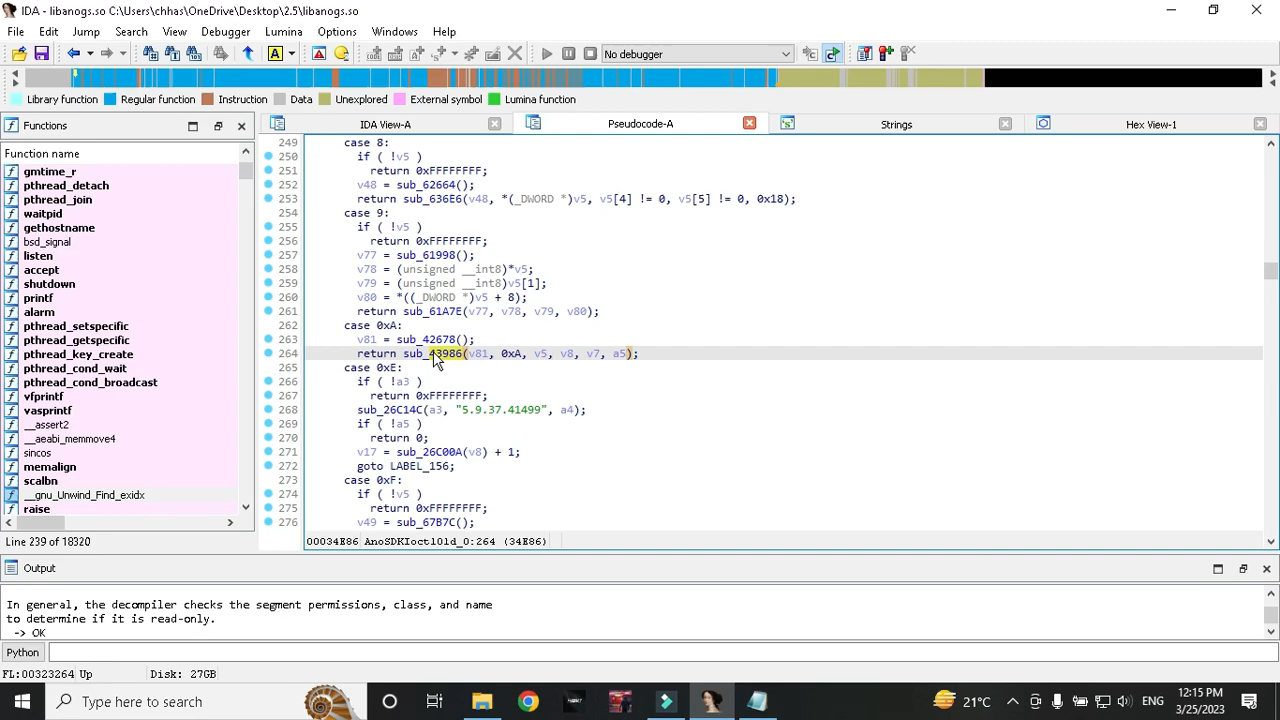 IDA - libanogs.so C:\Users\chhas\OneDrive\Desktop\2.5\libanogs.so
File Edit Jump Search View Debugger Lumina Options Windows Help
No debugger
Library function Regular function Instruction Data Unexplored External symbol Lumina function
Functions
IDA View-A Pseudocode-A Strings Hex View-1
Function name
gmtime_r
pthread_detach
pthread_join
waitpid
gethostname
bsd_signal
listen
accept
shutdown
printf
alarm
pthread_setspecific
pthread_getspecific
pthread_key_create
pthread_cond_wait
pthread_cond_broadcast
vfprintf
vasprintf
__assert2
__aeabi_memmove4
sincos
memalign
scalbn
__gnu_Unwind_Find_exidx
raise
Line 239 of 18320
249 case 8:
250 if ( !v5 )
251 return 0xFFFFFFFF;
252 v48 = sub_62664();
253 return sub_636E6(v48, *(_DWORD *)v5, v5[4] != 0, v5[5] != 0, 0x18);
254 case 9:
255 if ( !v5 )
256 return 0xFFFFFFFF;
257 v77 = sub_61998();
258 v78 = (unsigned __int8)*v5;
259 v79 = (unsigned __int8)v5[1];
260 v80 = *((_DWORD *)v5 + 8);
261 return sub_61A7E(v77, v78, v79, v80);
262 case 0xA:
263 v81 = sub_42678();
264 return sub_43986(v81, 0xA, v5, v8, v7, a5);
265 case 0xE:
266 if ( !a3 )
267 return 0xFFFFFFFF;
268 sub_26C14C(a3, "5.9.37.41499", a4);
269 if ( !a5 )
270 return 0;
271 v17 = sub_26C00A(v8) + 1;
272 goto LABEL_156;
273 case 0xF:
274 if ( !v5 )
275 return 0xFFFFFFFF;
276 v49 = sub_67B7C();
00034E86 AnoSDKIoctlOld_0:264 (34E86)
Output
In general, the decompiler checks the segment permissions, class, and name
to determine if it is read-only.
-> OK
Python
FL:00323264 Up Disk: 27GB
Type here to search
21°C
ENG
12:15 PM
3/25/2023